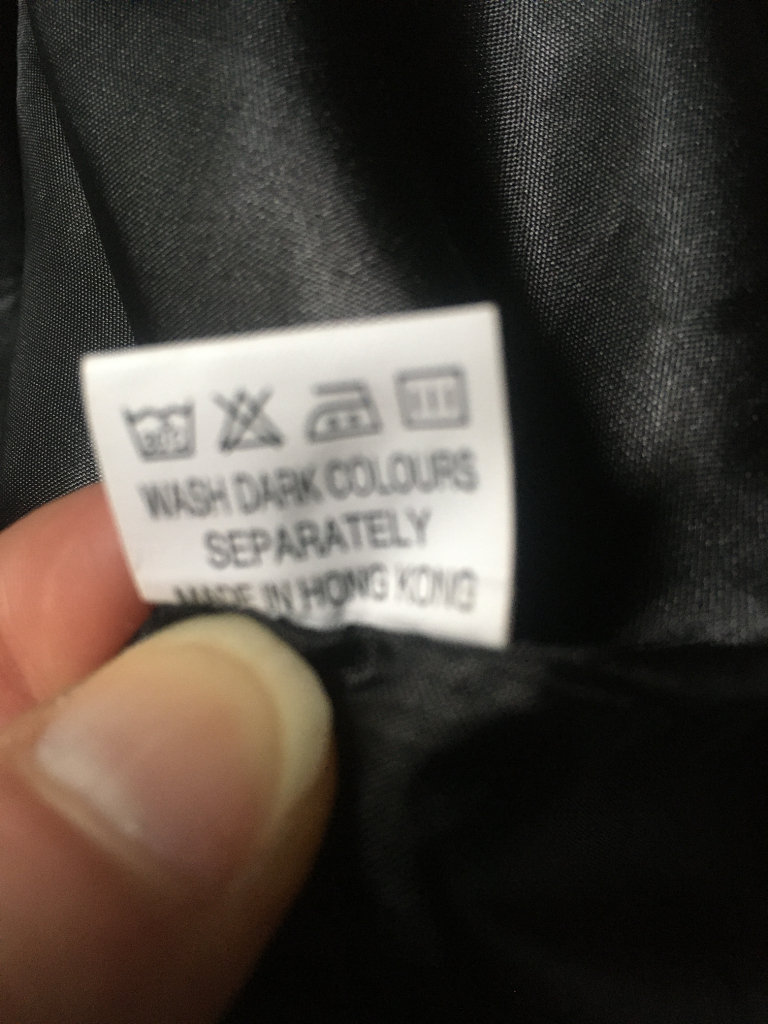 WASH DARK COLOURS
SEPARATELY
MADE IN HONG KONG